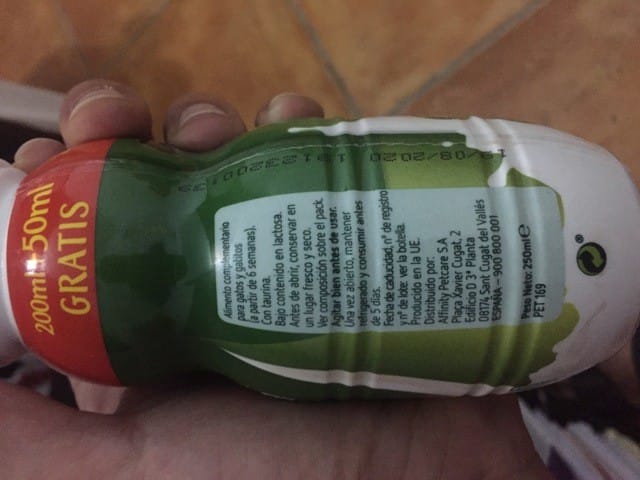 200ml+50ml
GRATIS
Alimento complementario
para gatos y gatitos
(a partir de 6 semanas).
Con taurina.
Bajo contenido en lactosa.
Antes de abrir, conservar en
un lugar fresco y seco.
Ver composición sobre el pack.
Agitar bien antes de usar.
Una vez abierto, mantener
refrigerado y consumir antes
de 5 días.
Fecha de caducidad, nº de registro
y nº de lote: ver la botella.
Producido en la UE.
Distribuido por:
Affinity Petcare S.A
Plaça Xavier Cugat, 2
Edificio D 3ª Planta
08174 Sant Cugat del Vallés
ESPAÑA – 900 800 001
Peso neto: 250ml e
PET 169